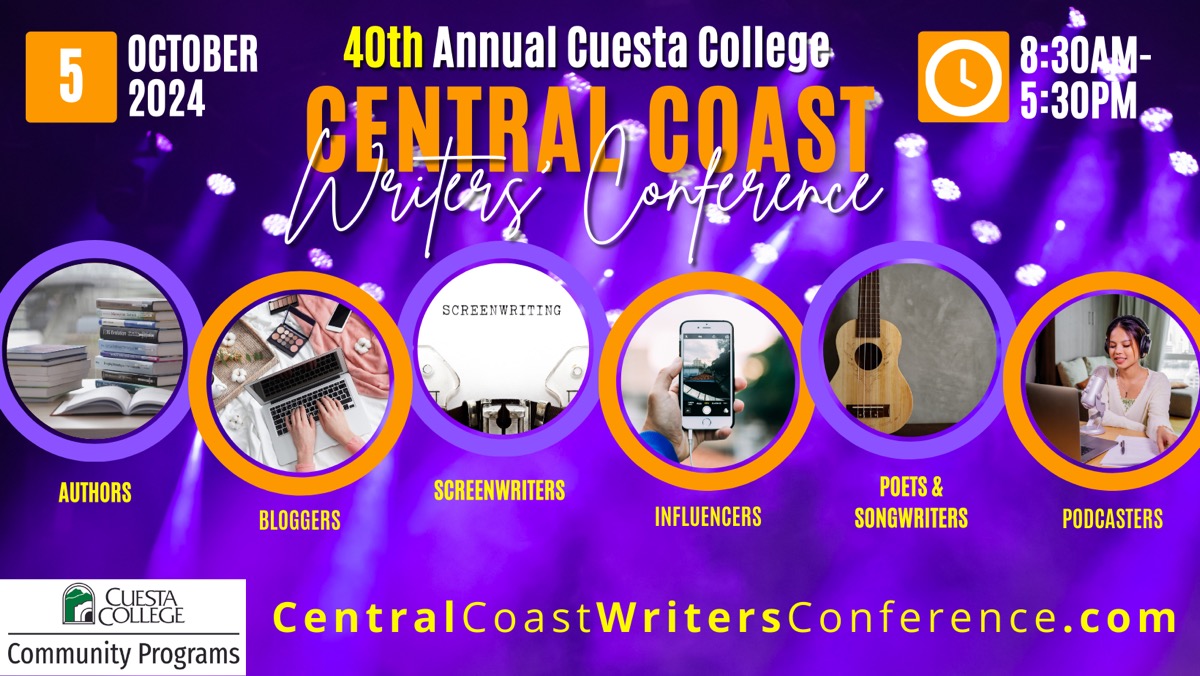 5
OCTOBER
2024
40th Annual Cuesta College
CENTRAL COAST
Writers' Conference
8:30AM-
5:30PM
SCREENWRITING
AUTHORS
BLOGGERS
SCREENWRITERS
INFLUENCERS
POETS &
SONGWRITERS
PODCASTERS
CUESTA
COLLEGE
Community Programs
CentralCoastWritersConference.com